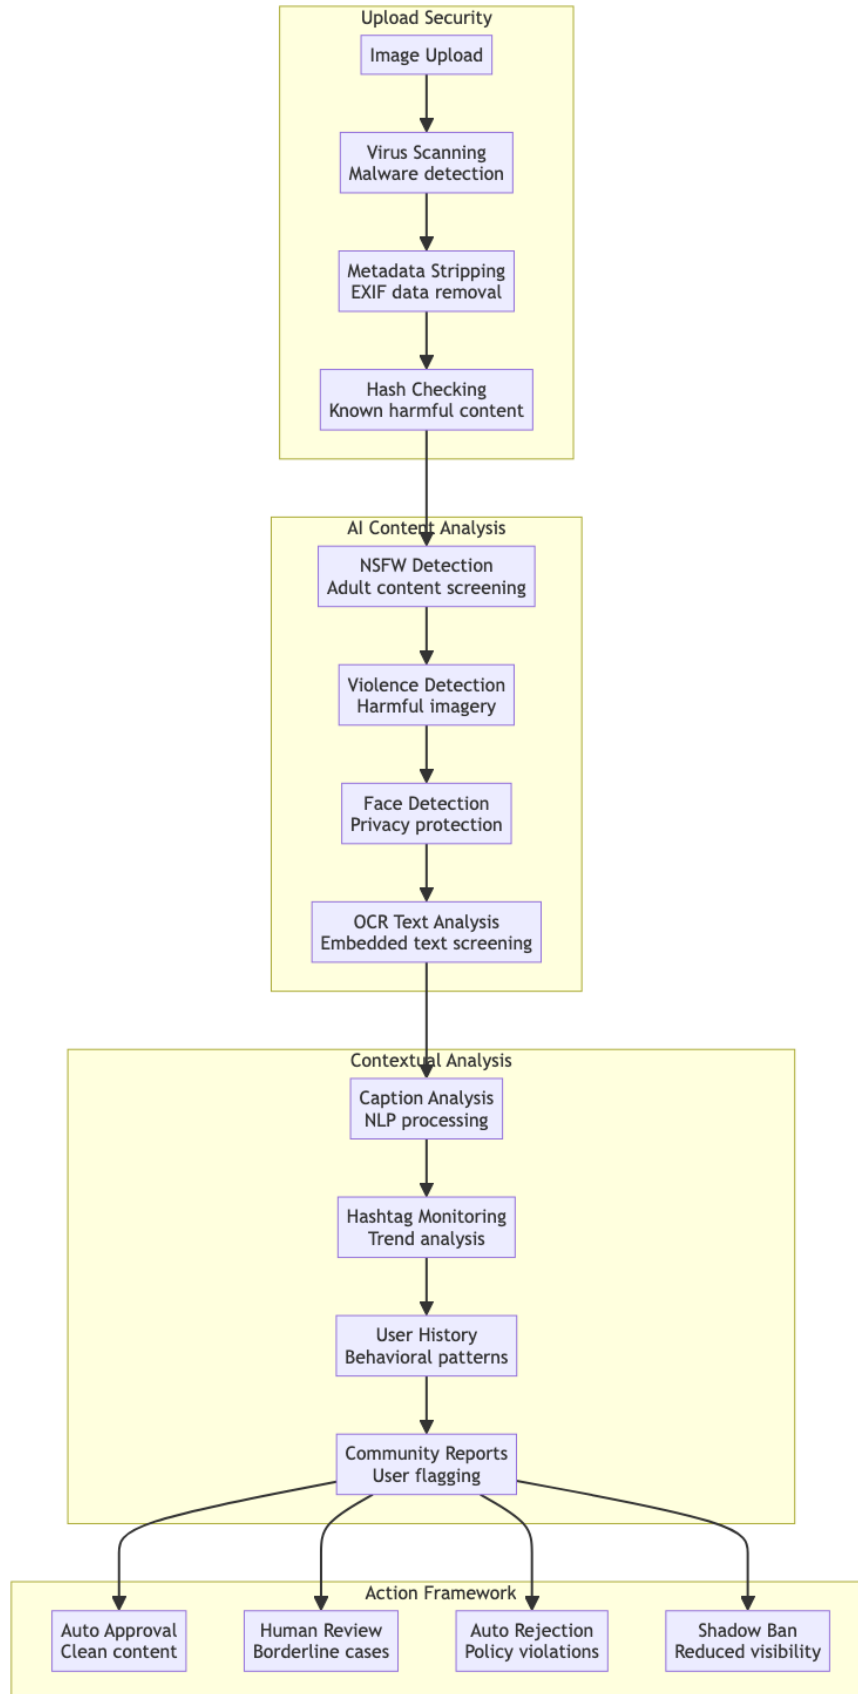 Upload Security
Image Upload
Virus Scanning
Malware detection
Metadata Stripping
EXIF data removal
Hash Checking
Known harmful content
AI Content Analysis
NSFW Detection
Adult content screening
Violence Detection
Harmful imagery
Face Detection
Privacy protection
OCR Text Analysis
Embedded text screening
Contextual Analysis
Caption Analysis
NLP processing
Hashtag Monitoring
Trend analysis
User History
Behavioral patterns
Community Reports
User flagging
Action Framework
Auto Approval
Clean content
Human Review
Borderline cases
Auto Rejection
Policy violations
Shadow Ban
Reduced visibility